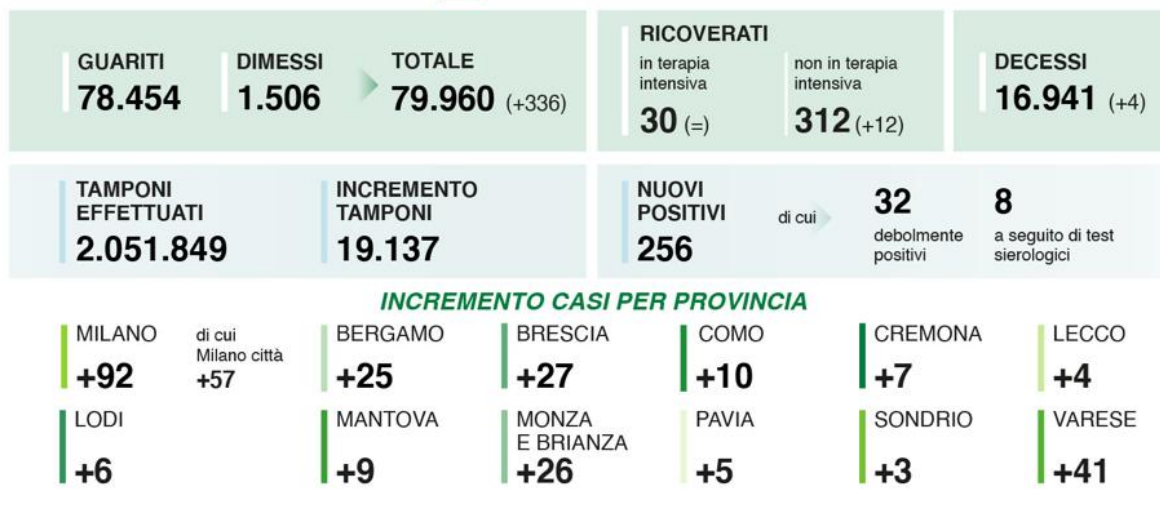 GUARITI
78.454
DIMESSI
1.506
TOTALE
79.960 (+336)
RICOVERATI
in terapia
intensiva
30 (=)
non in terapia
intensiva
312 (+12)
DECESSI
16.941 (+4)
TAMPONI
EFFETTUATI
2.051.849
INCREMENTO
TAMPONI
19.137
NUOVI
POSITIVI
256
di cui
32
debolmente
positivi
8
a seguito di test
sierologici
INCREMENTO CASI PER PROVINCIA
MILANO
+92
di cui
Milano città
+57
BERGAMO
+25
BRESCIA
+27
COMO
+10
CREMONA
+7
LECCO
+4
LODI
+6
MANTOVA
+9
MONZA
E BRIANZA
+26
PAVIA
+5
SONDRIO
+3
VARESE
+41